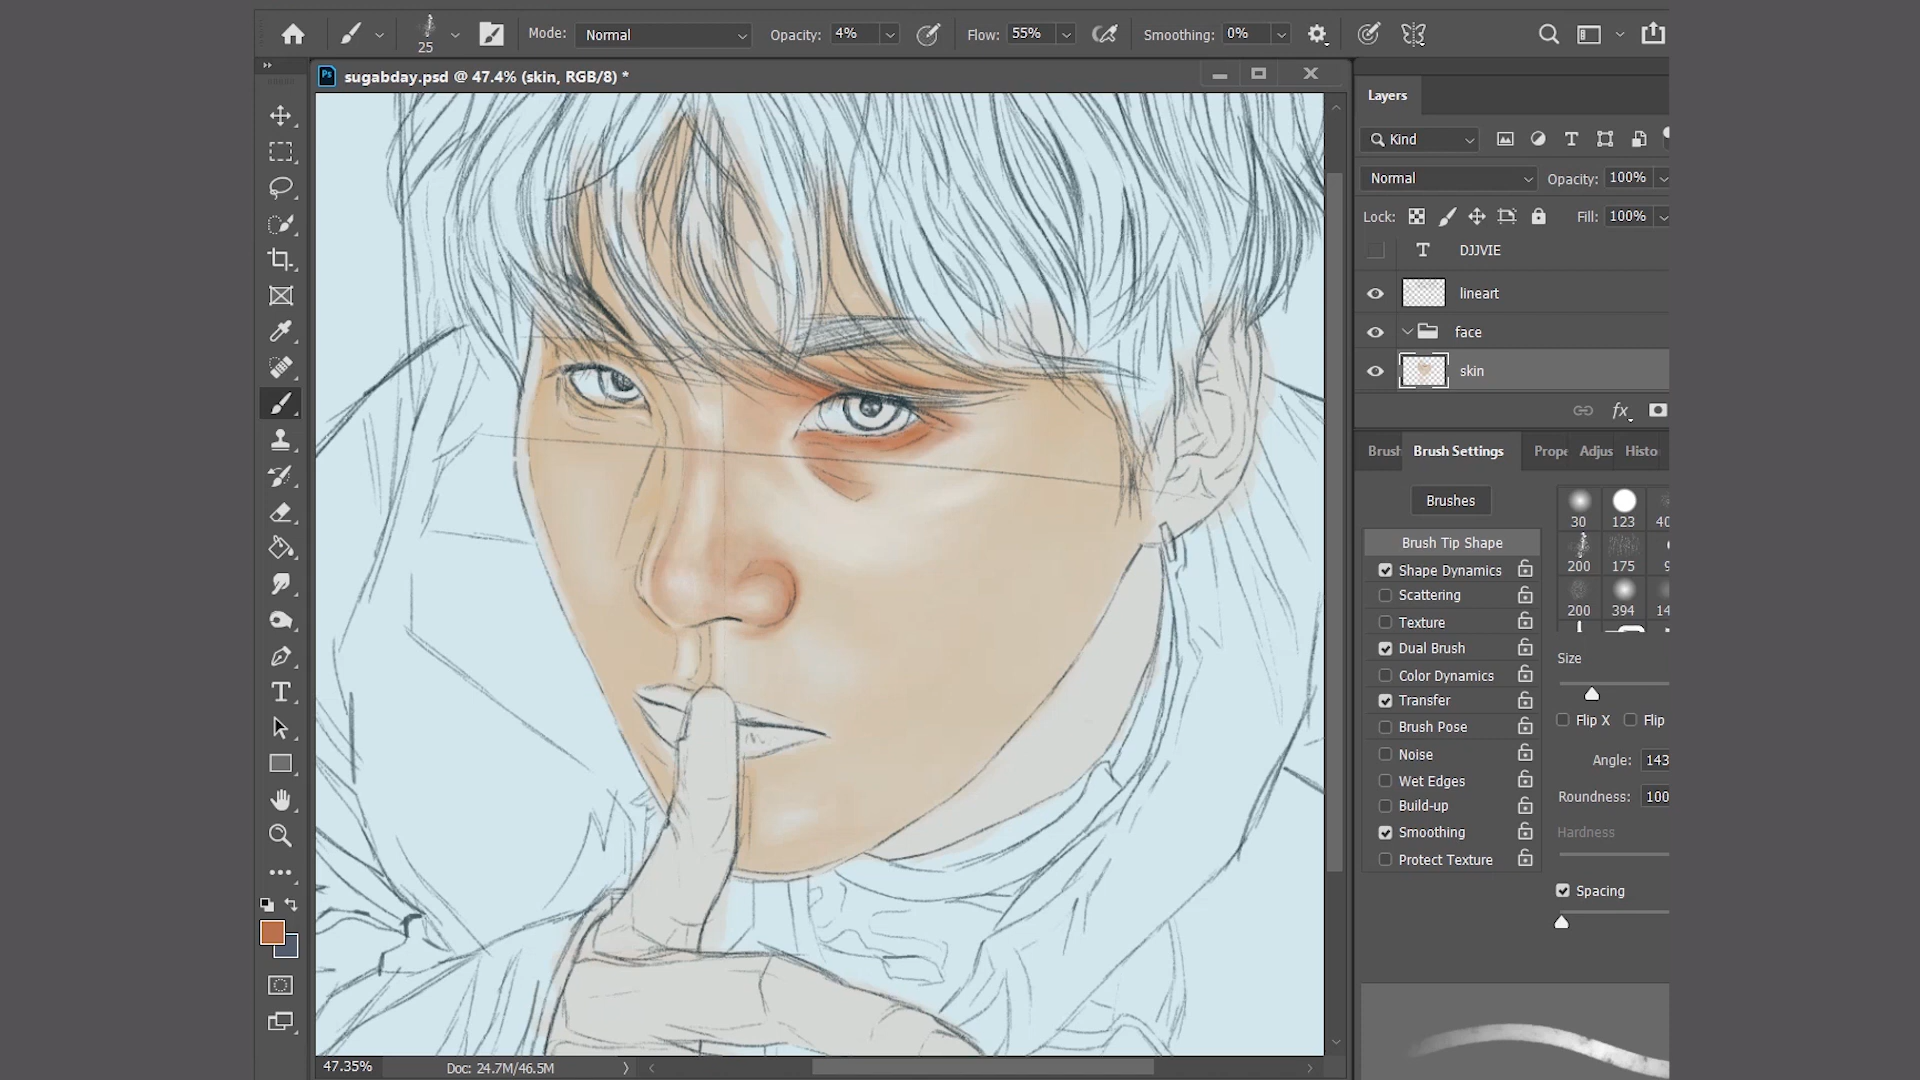 25
Mode: Normal
Opacity: 4%
Flow: 55%
Smoothing: 0%
Ps
sugabday.psd @ 47.4% (skin, RGB/8) *
Layers
Kind
Normal
Opacity: 100%
Lock:
Fill: 100%
DJJVIE
lineart
face
skin
fx
Brush
Brush Settings
Prope
Adjus
Histo
Brushes
30
123
40
Brush Tip Shape
200
175
9
Shape Dynamics
Scattering
200
394
14
Texture
Dual Brush
Size
Color Dynamics
Transfer
Flip X
Flip
Brush Pose
Noise
Angle: 143
Wet Edges
Roundness: 100
Build-up
Smoothing
Hardness
Protect Texture
Spacing
47.35%
Doc: 24.7M/46.5M